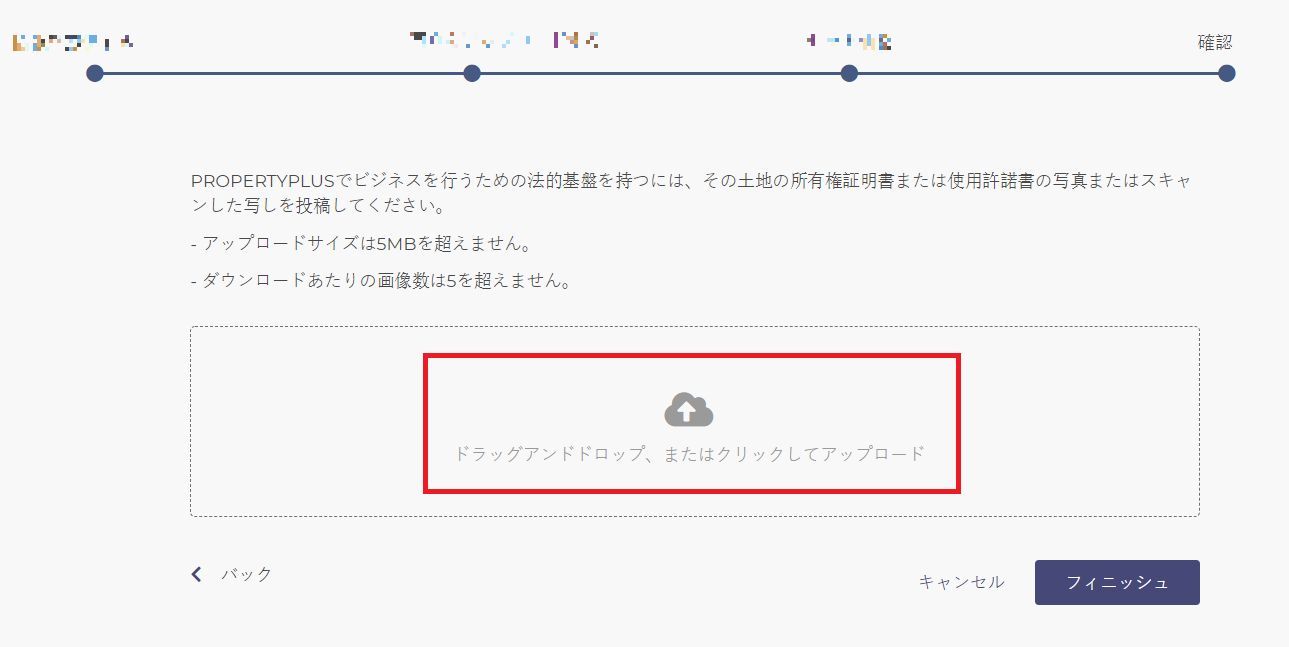 確認
PROPERTYPLUSでビジネスを行うための法的基盤を持つには、その土地の所有権証明書または使用許諾書の写真またはスキャ
ンした写しを投稿してください。
- アップロードサイズは5MBを超えません。
- ダウンロードあたりの画像数は5を超えません。
ドラッグアンドドロップ、またはクリックしてアップロード
バック
キャンセル
フィニッシュ